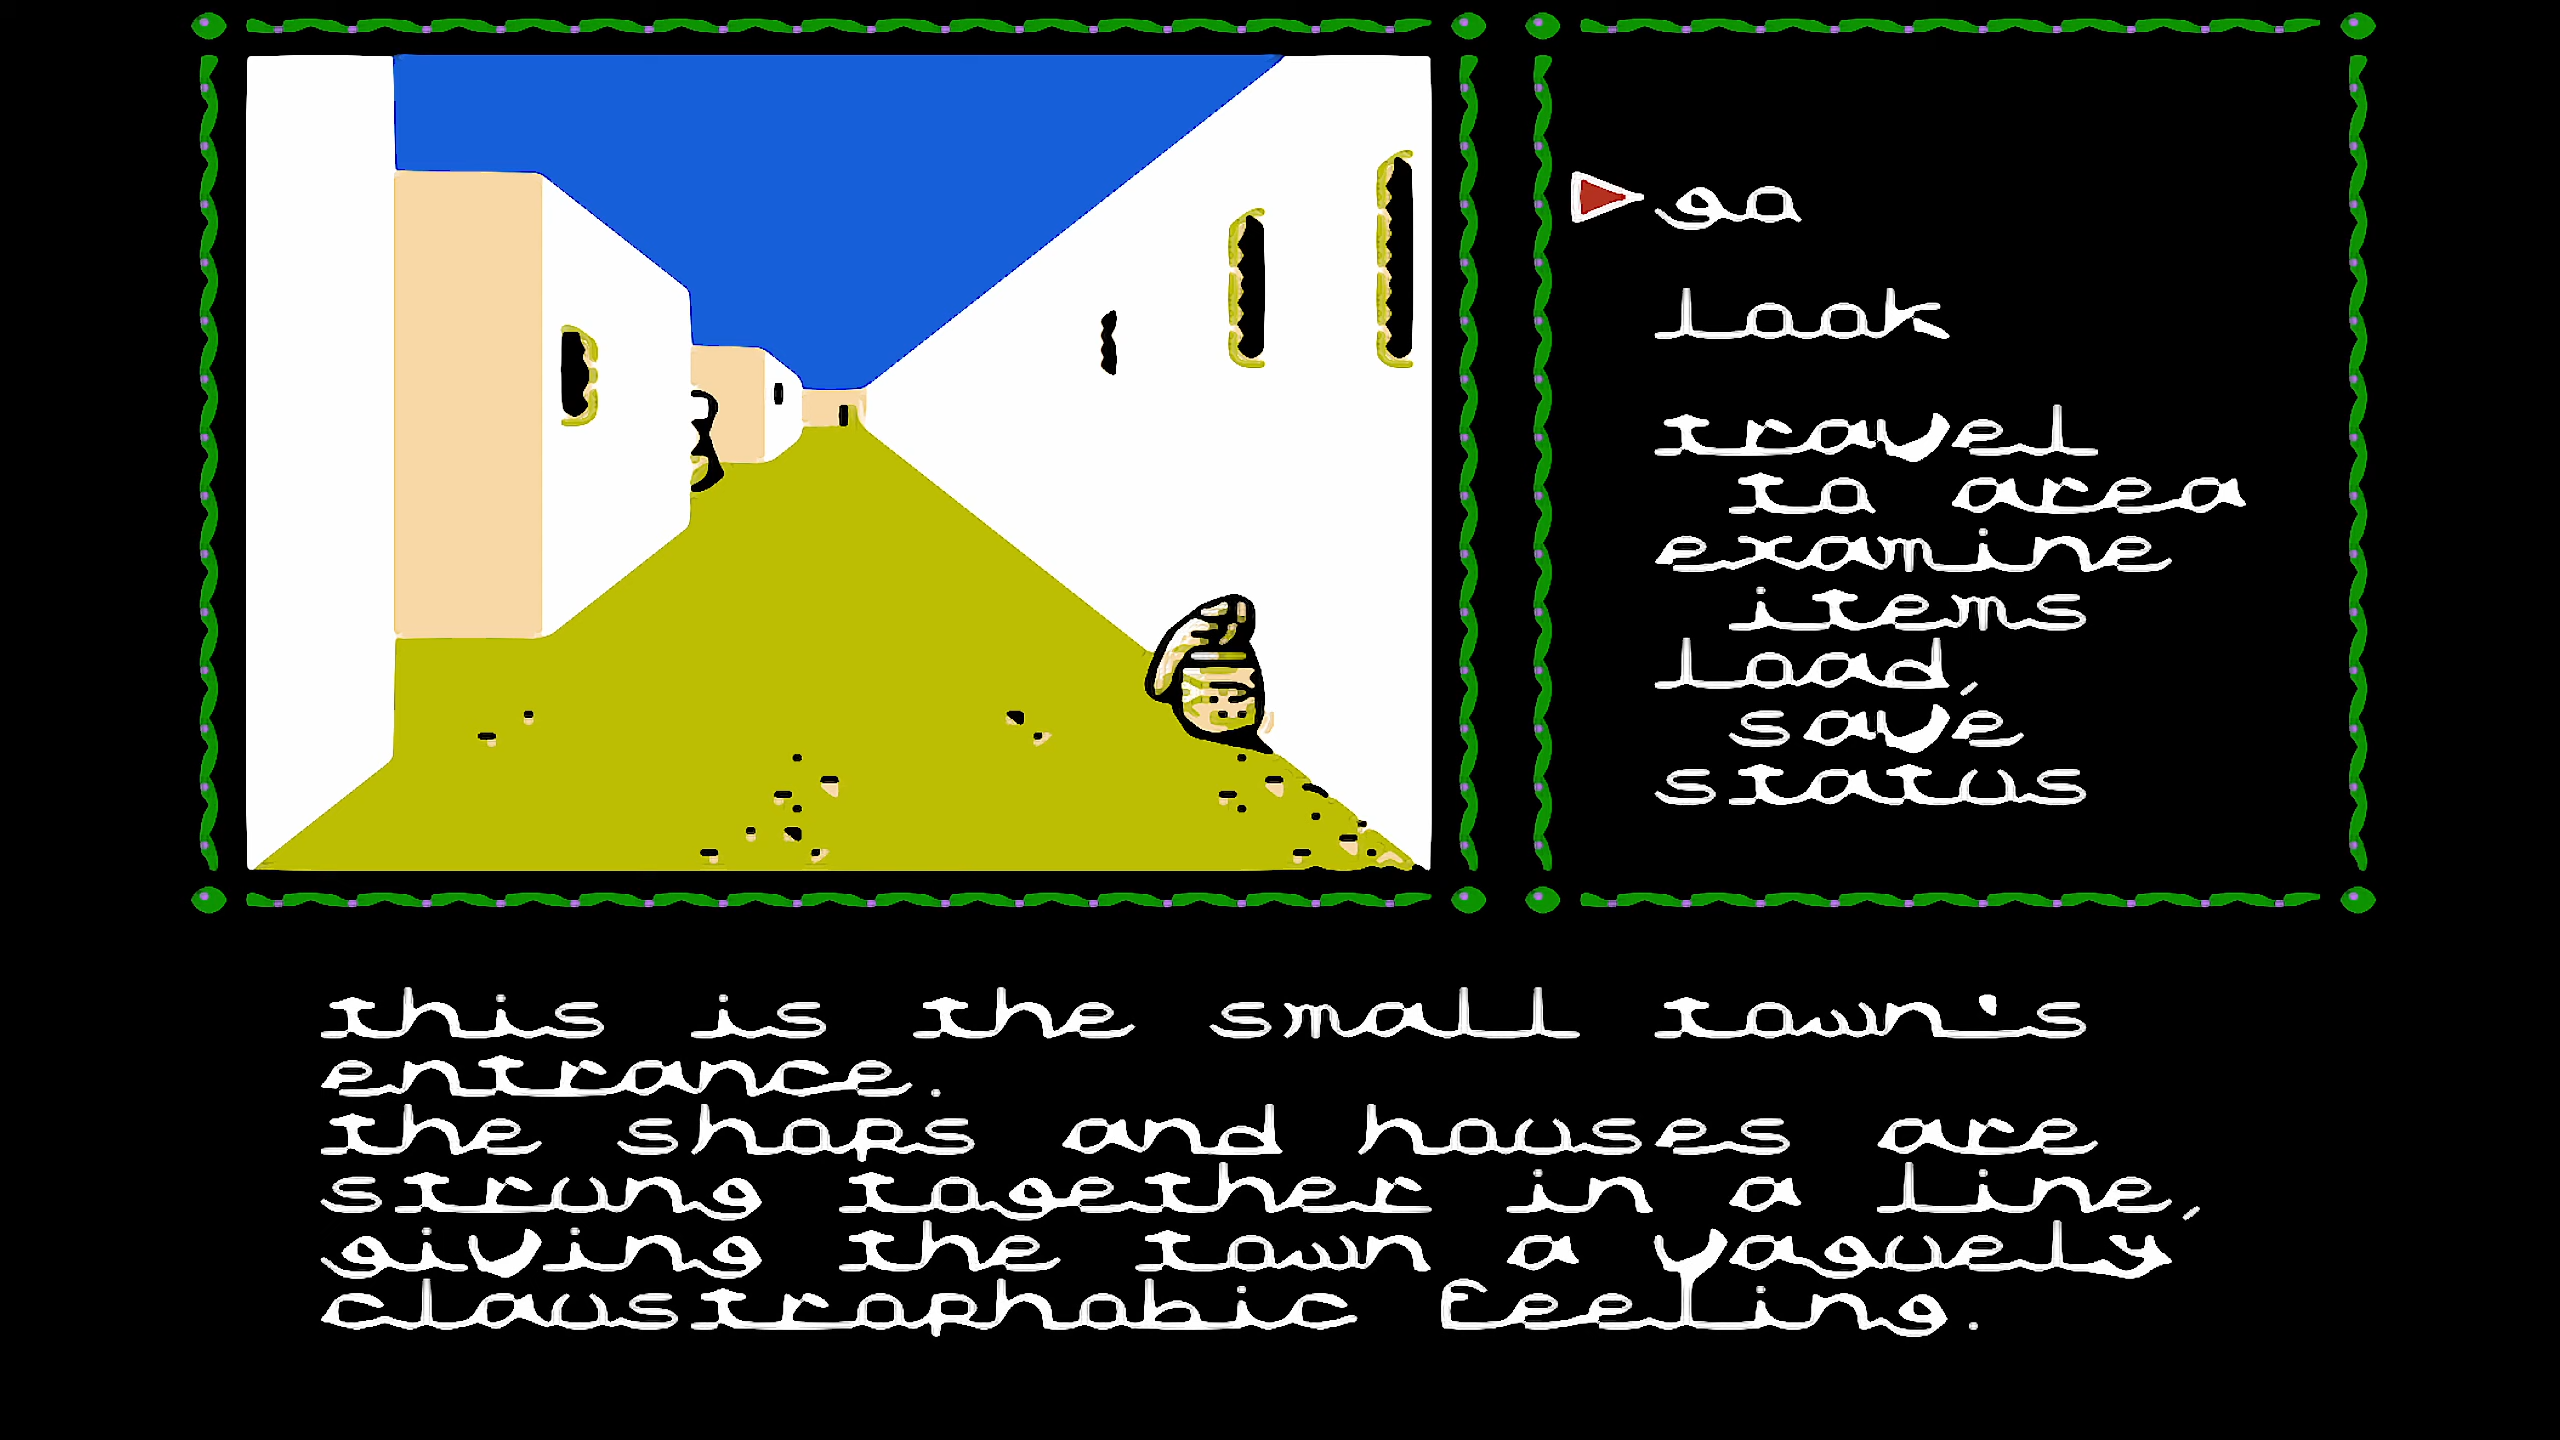 go
look
travel
to area
examine
items
load,
save
status
this is the small town's
entrance.
the shops and houses are
strung together in a line,
giving the town a vaguely
claustrophobic feeling.